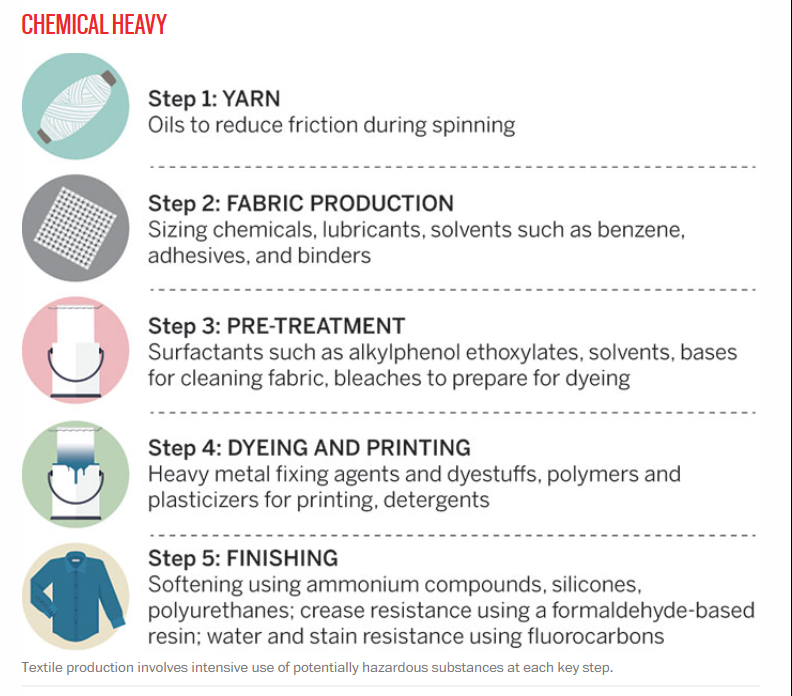 CHEMICAL HEAVY
Step 1: YARN
Oils to reduce friction during spinning
Step 2: FABRIC PRODUCTION
Sizing chemicals, lubricants, solvents such as benzene,
adhesives, and binders
Step 3: PRE-TREATMENT
Surfactants such as alkylphenol ethoxylates, solvents, bases
for cleaning fabric, bleaches to prepare for dyeing
Step 4: DYEING AND PRINTING
Heavy metal fixing agents and dyestuffs, polymers and
plasticizers for printing, detergents
Step 5: FINISHING
Softening using ammonium compounds, silicones,
polyurethanes; crease resistance using a formaldehyde-based
resin; water and stain resistance using fluorocarbons
Textile production involves intensive use of potentially hazardous substances at each key step.